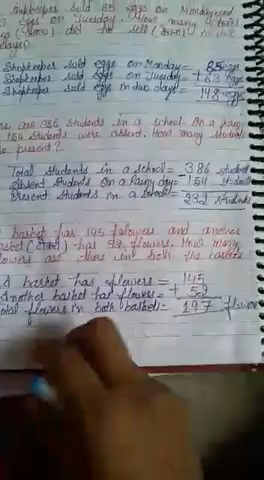 Shopkeeper sold 85 eggs on Monday and
eggs on Tuesday. How many
did he sell in
days?
Shopkeeper sold eggs on Monday = 85 eggs
Shopkeeper sold eggs on Tuesday = + 63 eggs
Shopkeeper sold eggs in two days = 148 eggs
are 386 students in a school. On a rainy
154 students were absent. How many students
present?
Total students in a school = 386 student
Absent students on a rainy day = - 154 students
Present students in a school = 232 students
basket has 145 flowers and another
basket has 52 flowers. How many
flowers are there in both the baskets
A basket has flowers = 145
Another basket has flowers = + 52
Total flowers in both baskets = 197 flowers